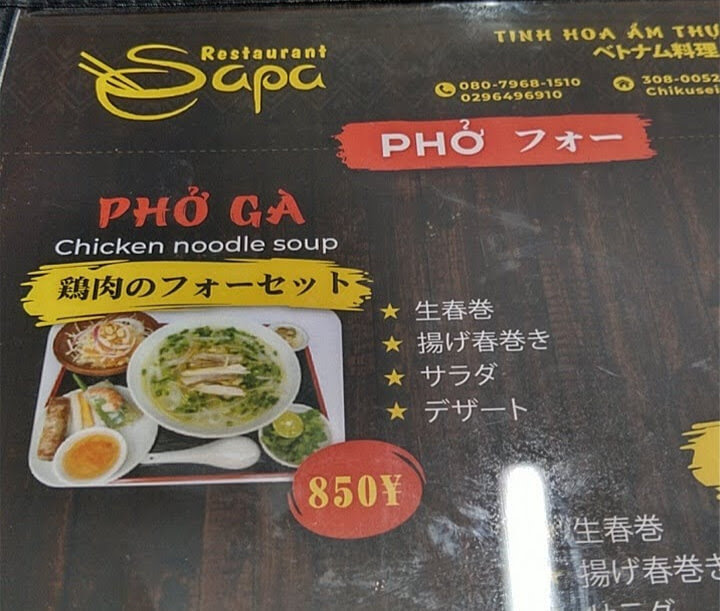 Restaurant
Sapa
TINH HOA ẨM THỰ
ベトナム料理
080-7968-1510
0296496910
308-0052
Chikusei
PHỞ フォー
PHỞ GÀ
Chicken noodle soup
鶏肉のフォーセット
★ 生春巻
★ 揚げ春巻き
★ サラダ
★ デザート
850¥
生春巻
揚げ春巻き